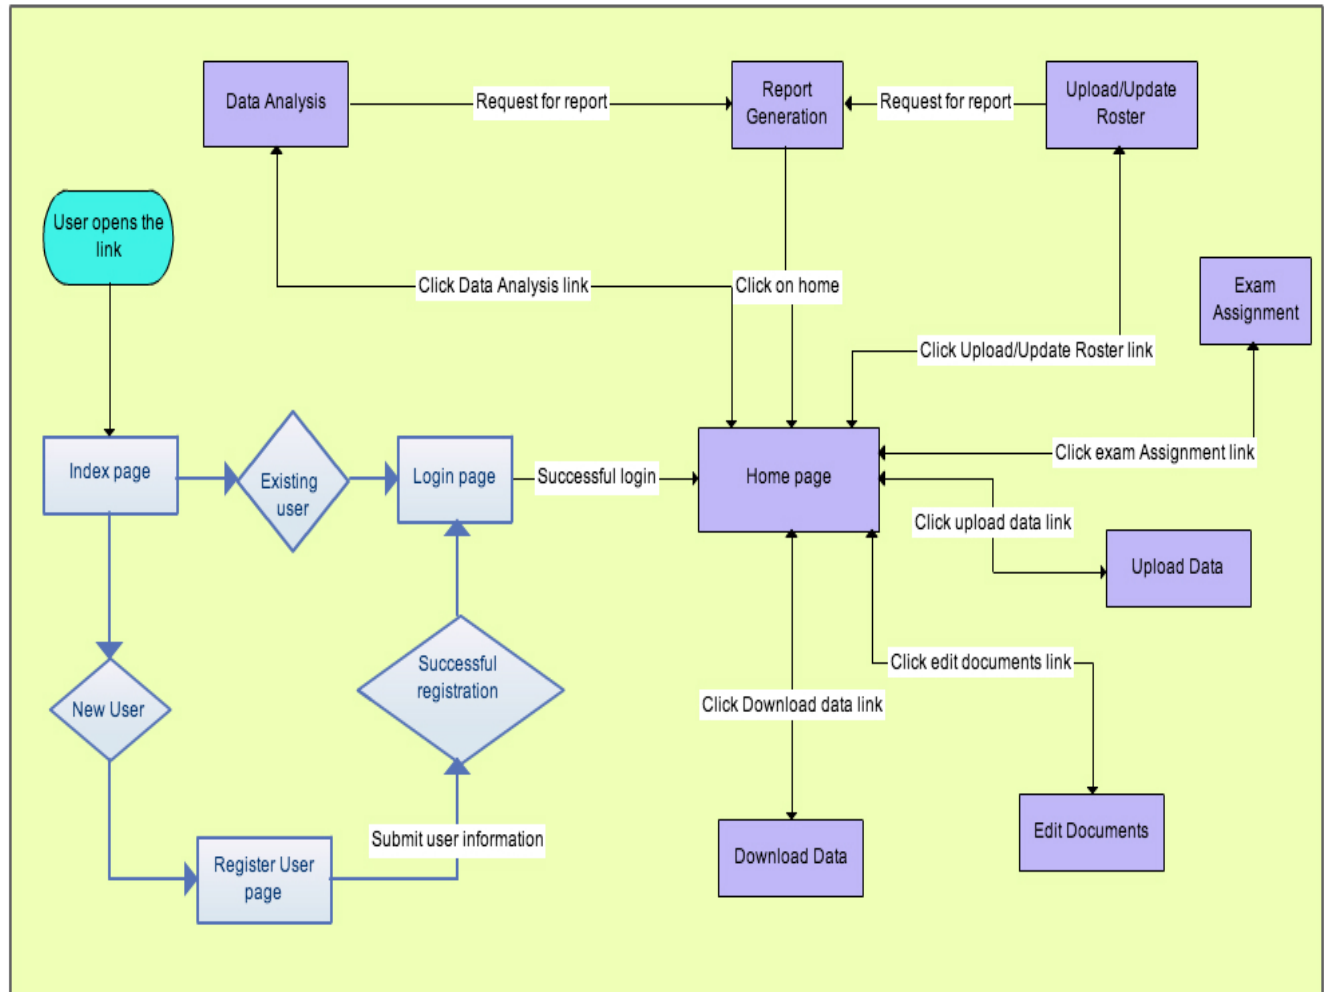 Data Analysis
Request for report
Report
Generation
Request for report
Upload/Update
Roster
User opens the
link
Click Data Analysis link
Click on home
Exam
Assignment
Click Upload/Update Roster link
Index page
Existing
user
Login page
Successful login
Home page
Click exam Assignment link
Click upload data link
Upload Data
New User
Successful
registration
Click edit documents link
Click Download data link
Submit user information
Register User
page
Download Data
Edit Documents